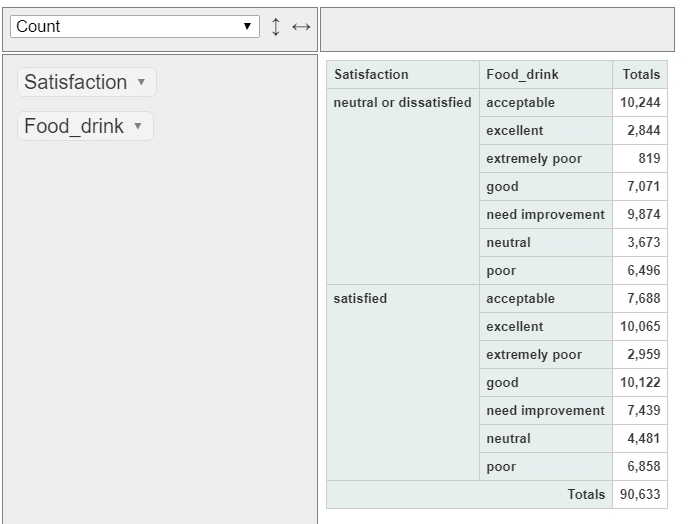 Count
Satisfaction
Food_drink
Satisfaction Food_drink Totals
neutral or dissatisfied acceptable 10,244
excellent 2,844
extremely poor 819
good 7,071
need improvement 9,874
neutral 3,673
poor 6,496
satisfied acceptable 7,688
excellent 10,065
extremely poor 2,959
good 10,122
need improvement 7,439
neutral 4,481
poor 6,858
Totals 90,633